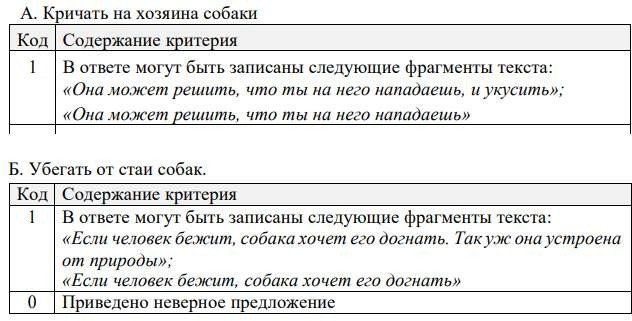 А. Кричать на хозяина собаки
Код Содержание критерия
1 В ответе могут быть записаны следующие фрагменты текста:
«Она может решить, что ты на него нападаешь, и укусить»;
«Она может решить, что ты на него нападаешь»
Б. Убегать от стаи собак.
Код Содержание критерия
1 В ответе могут быть записаны следующие фрагменты текста:
«Если человек бежит, собака хочет его догнать. Так уж она устроена
от природы»;
«Если человек бежит, собака хочет его догнать»
0 Приведено неверное предложение